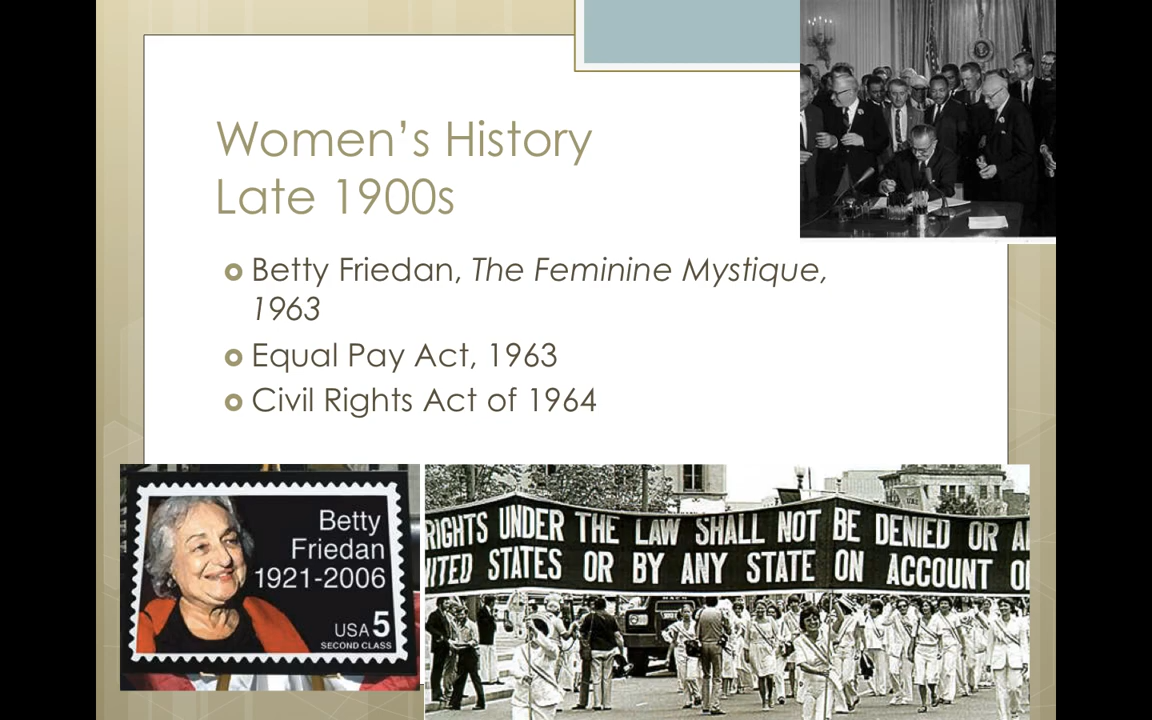 Women’s History
Late 1900s
Betty Friedan, The Feminine Mystique,
1963
Equal Pay Act, 1963
Civil Rights Act of 1964
Betty
Friedan
1921-2006
USA 5
SECOND CLASS
RIGHTS UNDER THE LAW SHALL NOT BE DENIED OR
STATES OR BY ANY STATE ON ACCOUNT